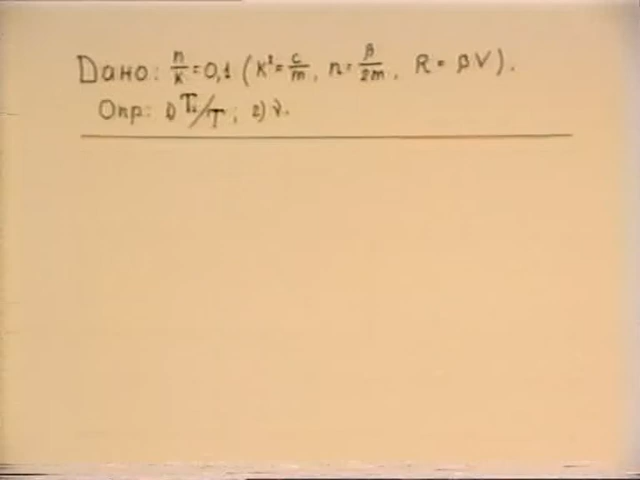 Дано: n/k = 0,1 (k² = c/m, n = β/2m, R = βV).
Опр: 1) T₁/T; 2) ν.